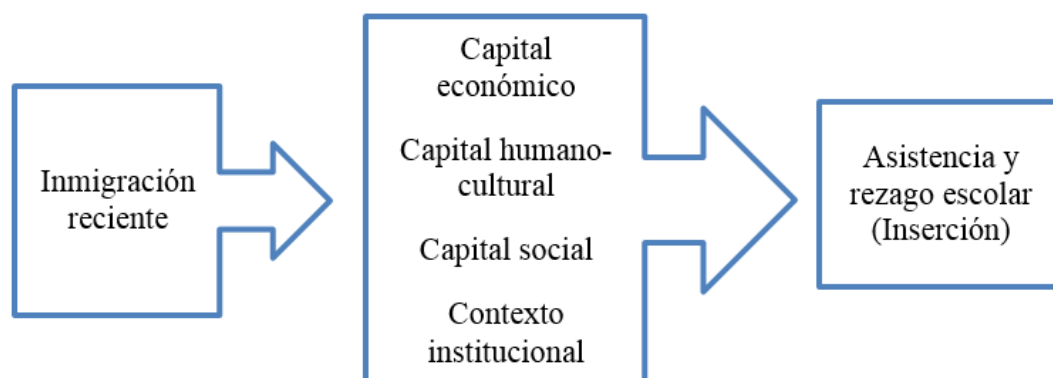 Inmigración
reciente
Capital
económico
Capital humano-
cultural
Capital social
Contexto
institucional
Asistencia y
rezago escolar
(Inserción)